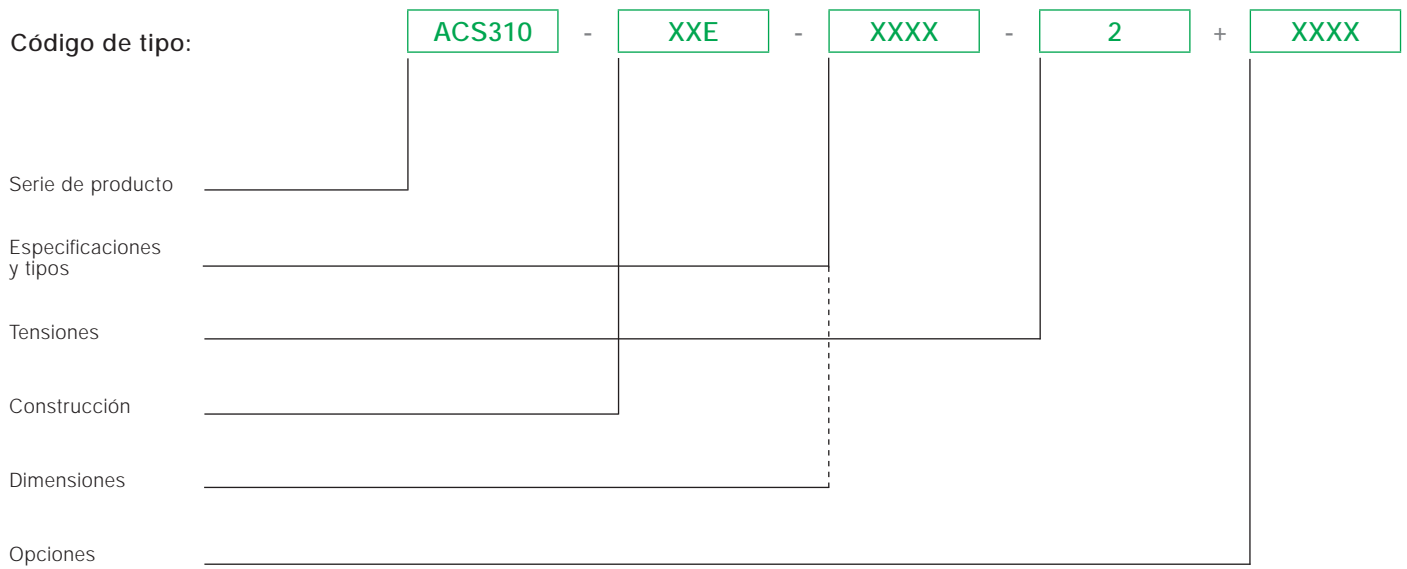 Código de tipo:
ACS310 - XXE - XXXX - 2 + XXXX
Serie de producto
Especificaciones
y tipos
Tensiones
Construcción
Dimensiones
Opciones